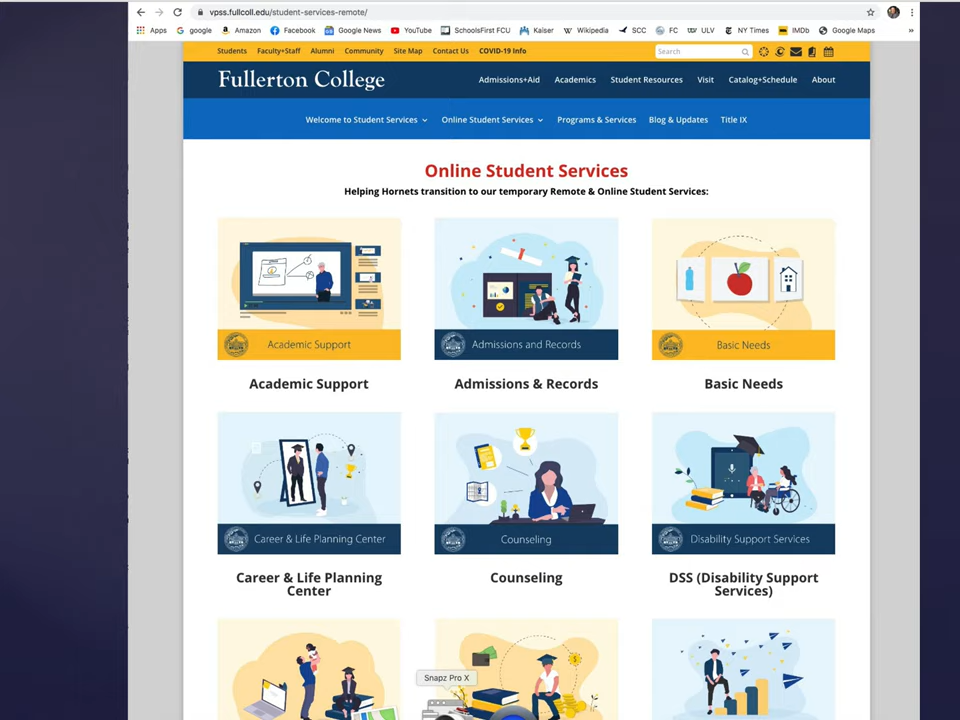 vpss.fullcoll.edu/student-services-remote/
Apps google Amazon Facebook Google News YouTube SchoolsFirst FCU Kaiser Wikipedia SCC FC ULV NY Times IMDb Google Maps »
Students Faculty+Staff Alumni Community Site Map Contact Us COVID-19 Info Search
Fullerton College Admissions+Aid Academics Student Resources Visit Catalog+Schedule About
Welcome to Student Services Online Student Services Programs & Services Blog & Updates Title IX
Online Student Services
Helping Hornets transition to our temporary Remote & Online Student Services:
Academic Support Admissions and Records Basic Needs
Academic Support Admissions & Records Basic Needs
Career & Life Planning Center Counseling Disability Support Services
Career & Life Planning Center Counseling DSS (Disability Support Services)
Snapz Pro X